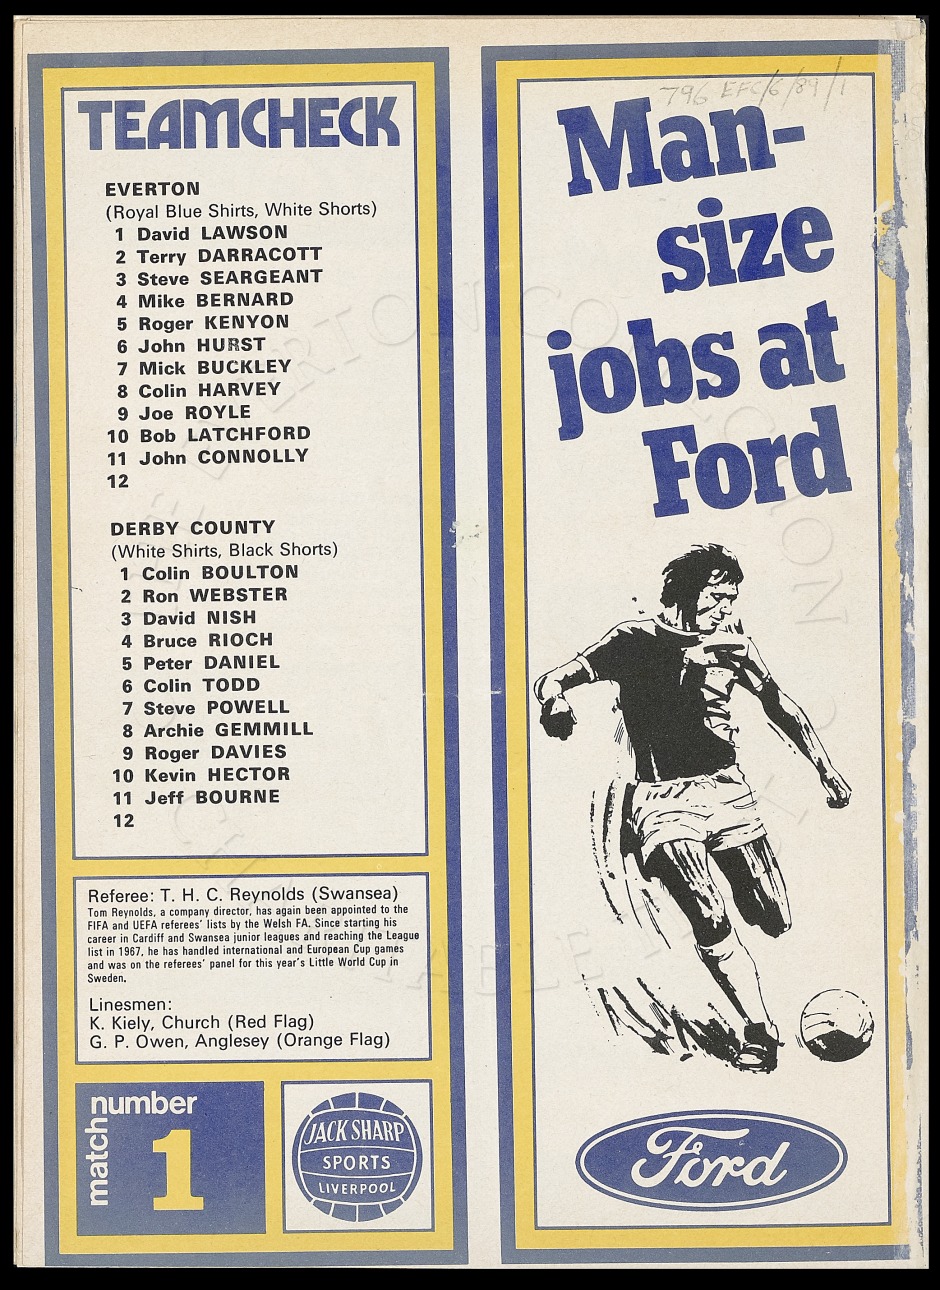 TEAMCHECK
EVERTON
(Royal Blue Shirts, White Shorts)
1 David LAWSON
2 Terry DARRACOTT
3 Steve SEARGEANT
4 Mike BERNARD
5 Roger KENYON
6 John HURST
7 Mick BUCKLEY
8 Colin HARVEY
9 Joe ROYLE
10 Bob LATCHFORD
11 John CONNOLLY
12
DERBY COUNTY
(White Shirts, Black Shorts)
1 Colin BOULTON
2 Ron WEBSTER
3 David NISH
4 Bruce RIOCH
5 Peter DANIEL
6 Colin TODD
7 Steve POWELL
8 Archie GEMMILL
9 Roger DAVIES
10 Kevin HECTOR
11 Jeff BOURNE
12
Referee: T. H. C. Reynolds (Swansea)
Tom Reynolds, a company director, has again been appointed to the
FIFA and UEFA referees' lists by the Welsh FA. Since starting his
career in Cardiff and Swansea junior leagues and reaching the League
list in 1967, he has handled international and European Cup games
and was on the referees' panel for this year's Little World Cup in
Sweden.
Linesmen:
K. Kiely, Church (Red Flag)
G. P. Owen, Anglesey (Orange Flag)
match number
1
JACK SHARP
SPORTS
LIVERPOOL
796 EFC/6/89/1
Man-
size
jobs at
Ford
Ford
THE EVERTON COLLECTION CHARITABLE TRUST